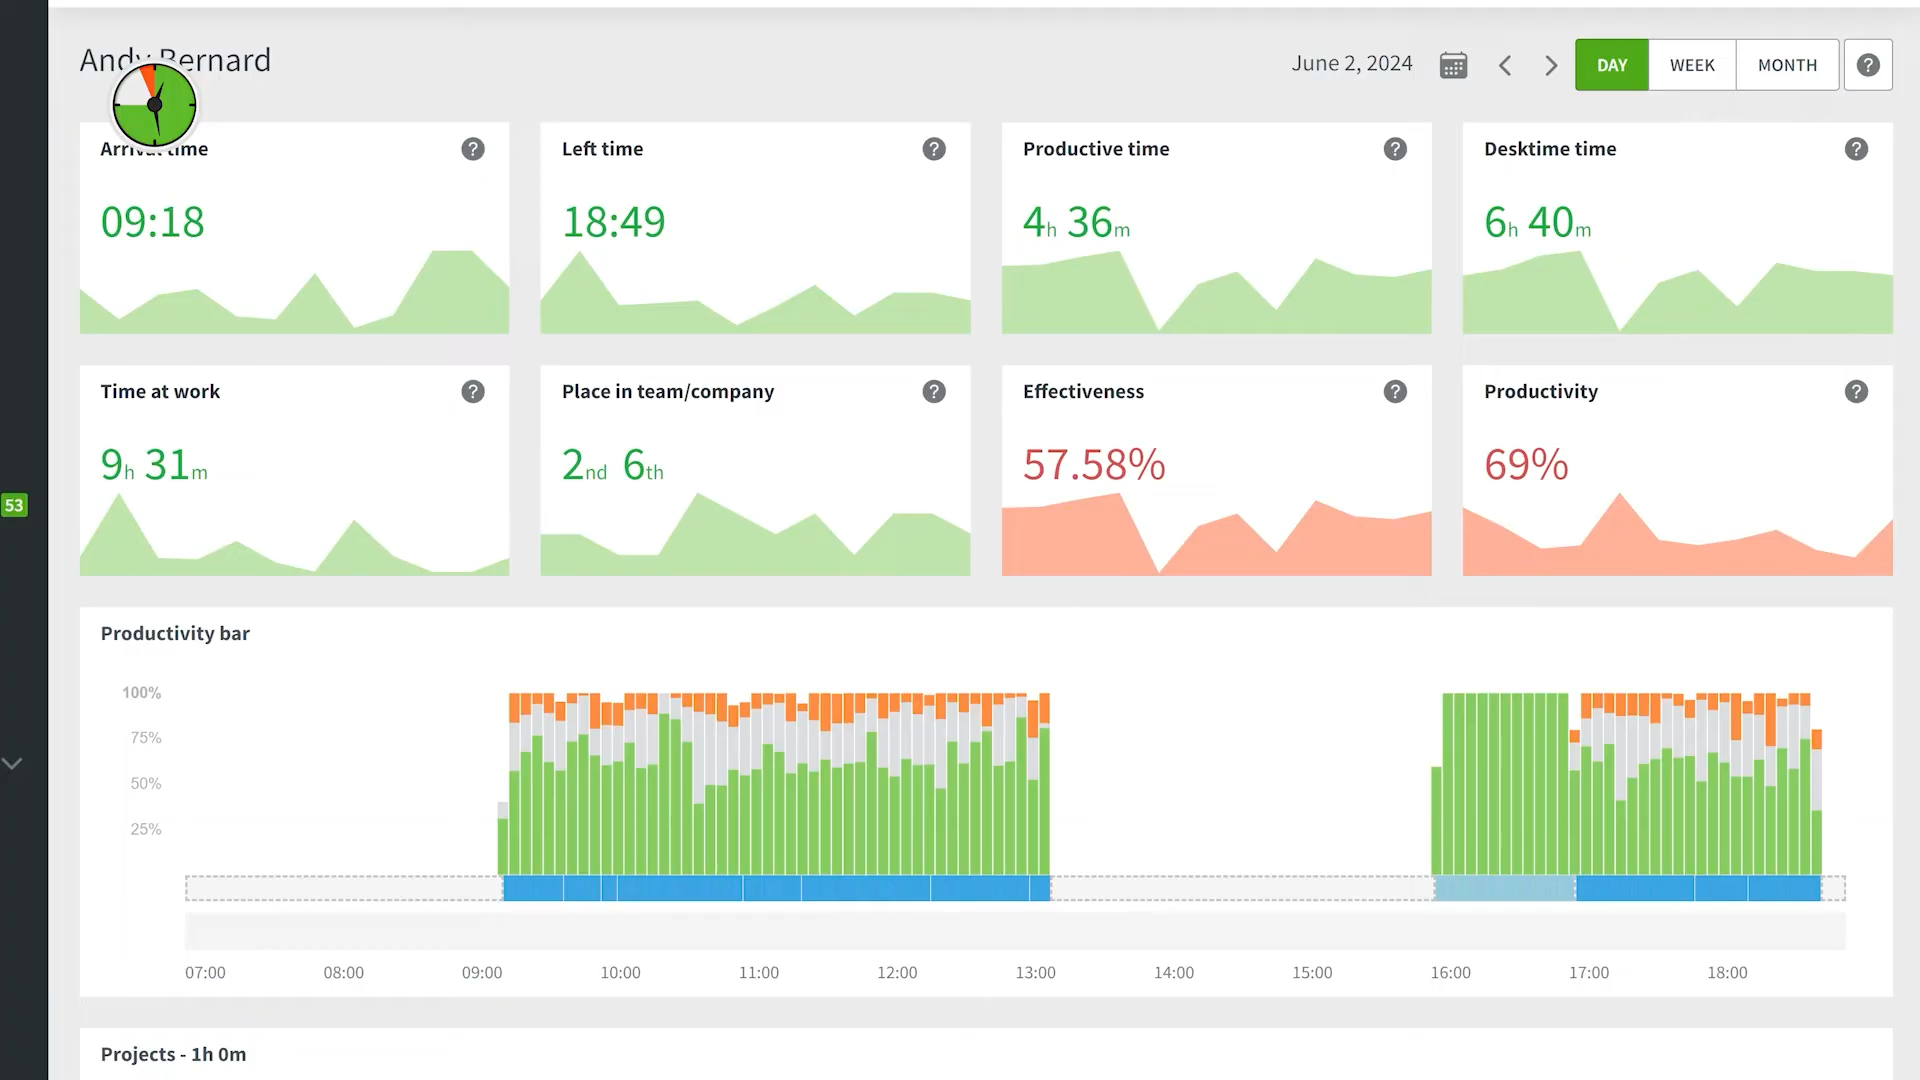 Andy Bernard
June 2, 2024
DAY
WEEK
MONTH
?
Arrival time
?
Left time
?
Productive time
?
Desktime time
?
09:18
18:49
4h 36m
6h 40m
Time at work
?
Place in team/company
?
Effectiveness
?
Productivity
?
9h 31m
2nd 6th
57.58%
69%
53
Productivity bar
100%
75%
50%
25%
07:00 08:00 09:00 10:00 11:00 12:00 13:00 14:00 15:00 16:00 17:00 18:00
Projects - 1h 0m